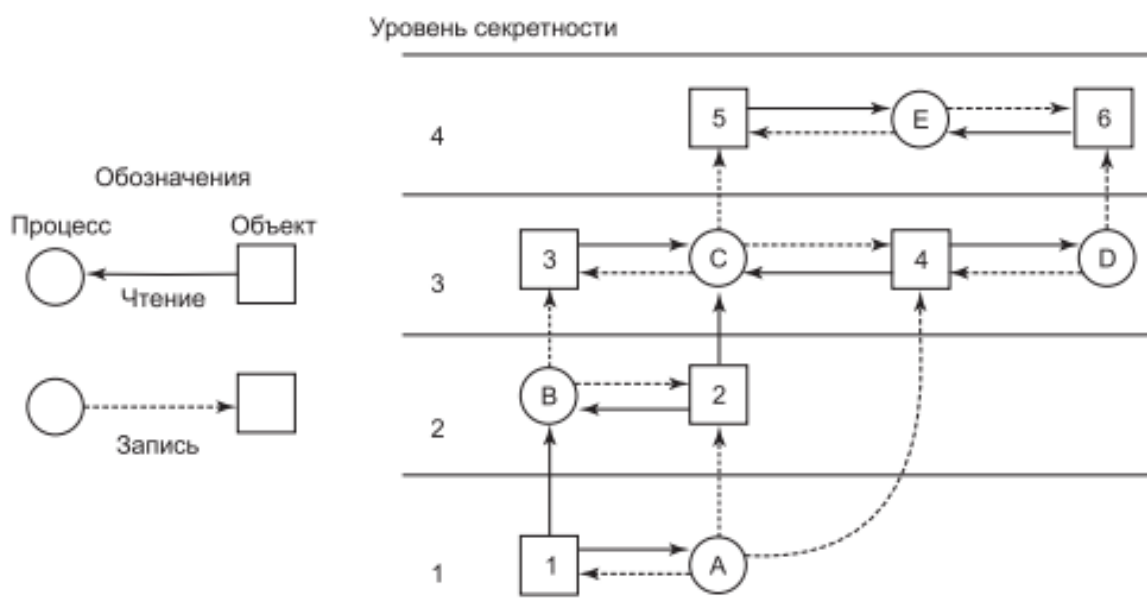 Уровень секретности
5
E
6
4
Обозначения
Процесс
Объект
3
C
4
D
Чтение
3
B
2
Запись
2
1
A
1